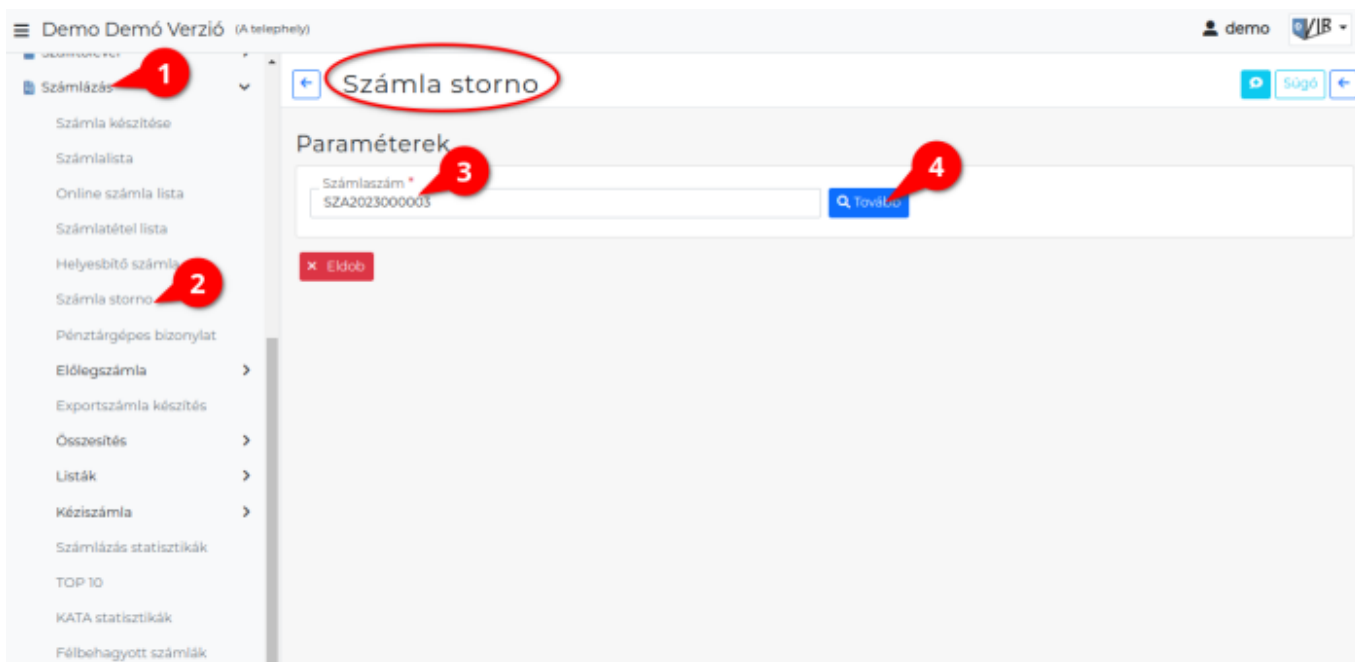 Demo Demó Verzió (A telephely)
demo
VIR
Számlázás
1
Számla készítése
Számlalista
Online számla lista
Számlatétel lista
Helyesbítő számla
Számla storno
2
Pénztárgépes bizonylat
Előlegszámla
Exportszámla készítés
Összesítés
Listák
Kéziszámla
Számlázás statisztikák
TOP 10
KATA statisztikák
Félbehagyott számlák
Számla storno
Súgó
Paraméterek
Számlaszám *
3
SZA2023000003
Tovább
4
Eldob